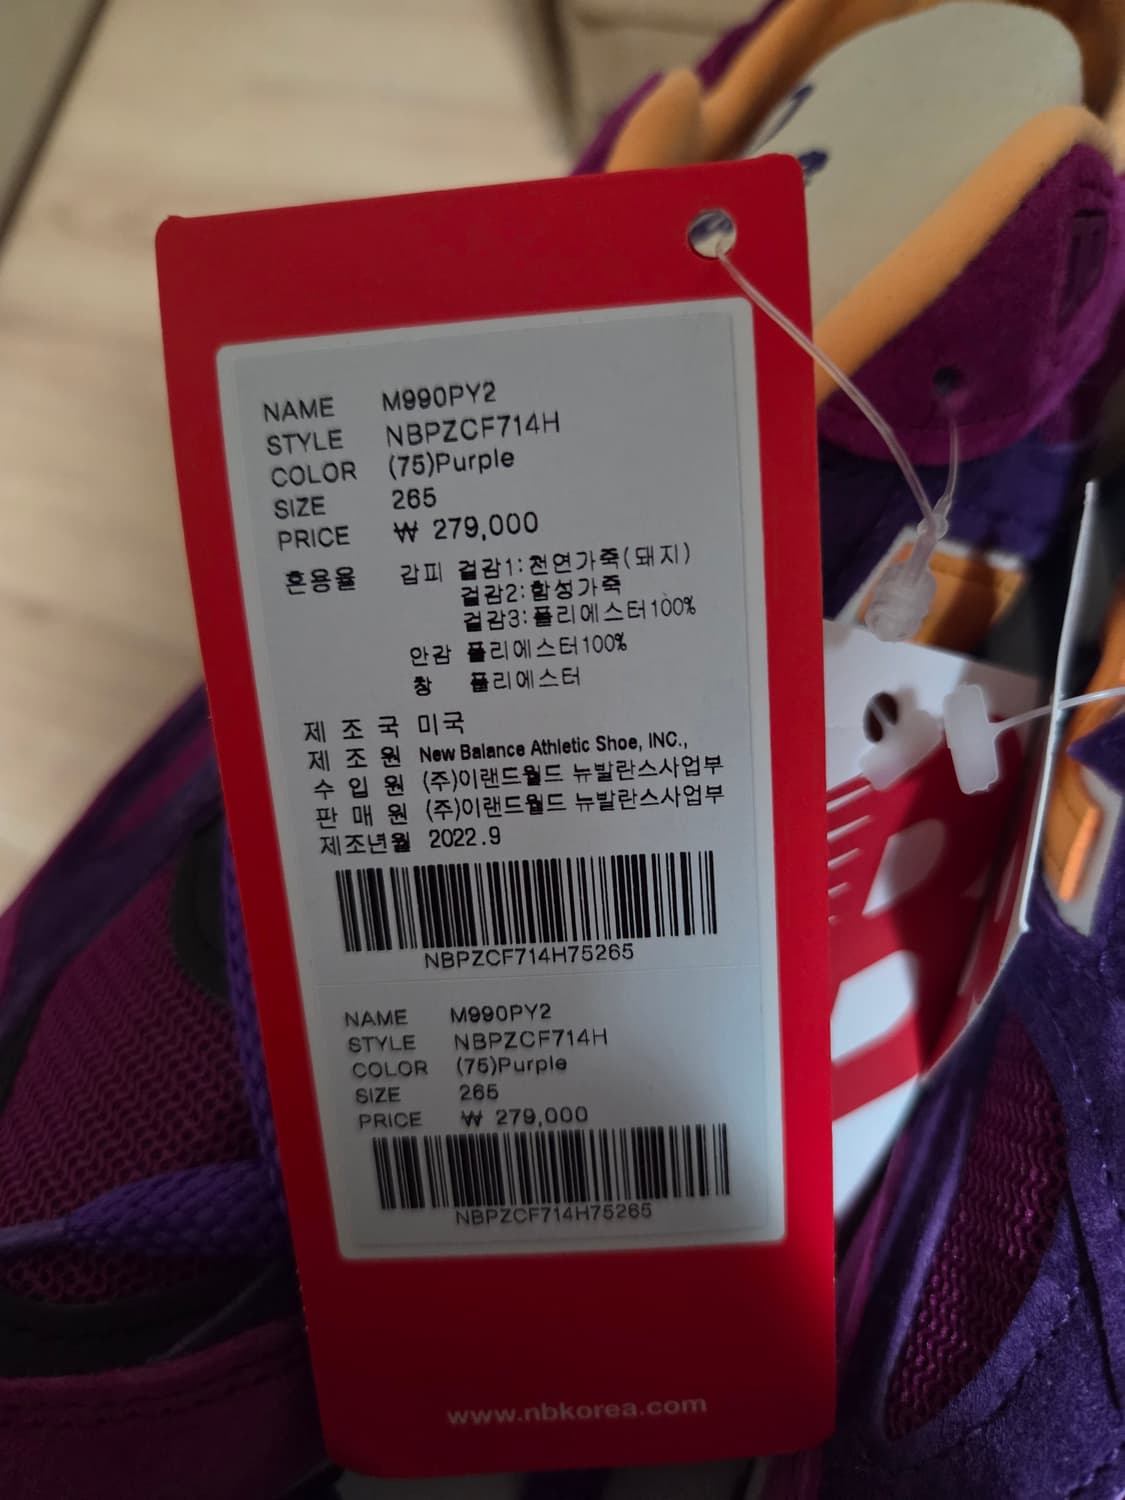 NAME M990PY2
STYLE NBPZCF714H
COLOR (75)Purple
SIZE 265
PRICE ₩ 279,000
혼용율 갑피 겉감1:천연가죽(돼지)
겉감2:합성가죽
겉감3:폴리에스터100%
안감 폴리에스터100%
창 폴리에스터
제 조 국 미국
제 조 원 New Balance Athletic Shoe, INC.,
수 입 원 (주)이랜드월드 뉴발란스사업부
판 매 원 (주)이랜드월드 뉴발란스사업부
제조년월 2022.9
NBPZCF714H75265
NAME M990PY2
STYLE NBPZCF714H
COLOR (75)Purple
SIZE 265
PRICE ₩ 279,000
NBPZCF714H75265
www.nbkorea.com